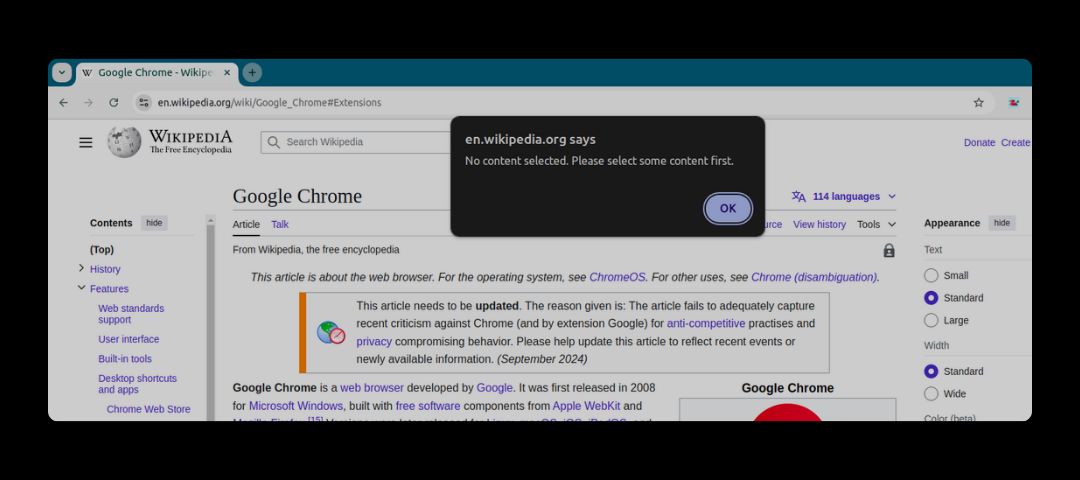 Google Chrome - Wikipe
en.wikipedia.org/wiki/Google_Chrome#Extensions
WIKIPEDIA
The Free Encyclopedia
Search Wikipedia
en.wikipedia.org says
No content selected. Please select some content first.
OK
Donate Create
Google Chrome
114 languages
Contents hide
Article Talk
View history Tools
Appearance hide
(Top)
From Wikipedia, the free encyclopedia
Text
History
This article is about the web browser. For the operating system, see ChromeOS. For other uses, see Chrome (disambiguation).
Small
Features
Standard
Web standards
support
This article needs to be updated. The reason given is: The article fails to adequately capture
recent criticism against Chrome (and by extension Google) for anti-competitive practises and
privacy compromising behavior. Please help update this article to reflect recent events or
newly available information. (September 2024)
Large
User interface
Width
Built-in tools
Standard
Desktop shortcuts
and apps
Wide
Chrome Web Store
Google Chrome is a web browser developed by Google. It was first released in 2008
for Microsoft Windows, built with free software components from Apple WebKit and
Google Chrome
Color (beta)